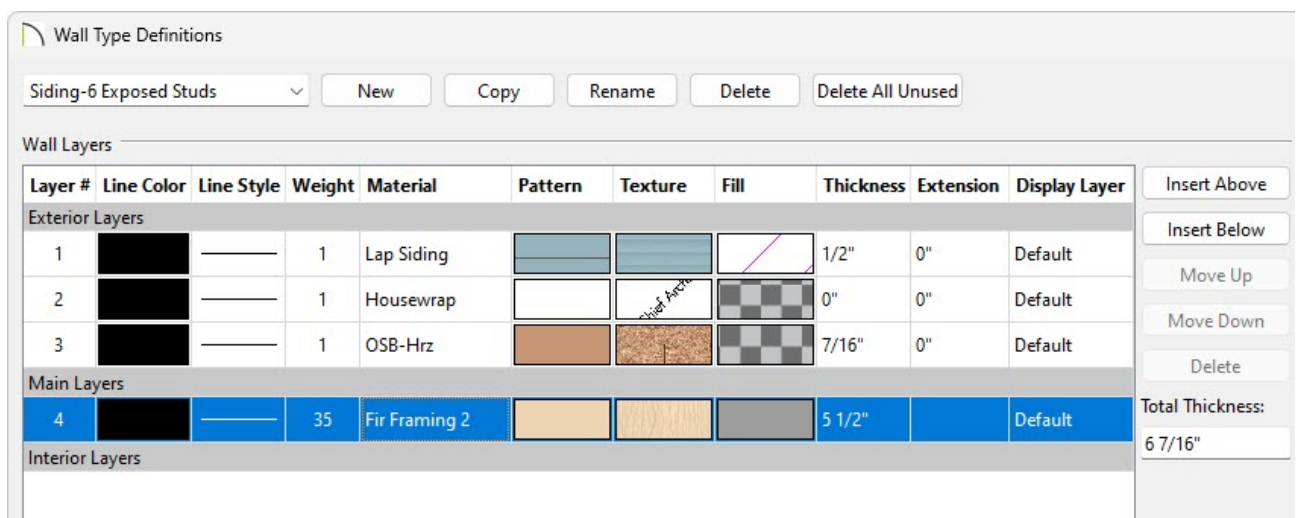 Wall Type Definitions
Siding-6 Exposed Studs New Copy Rename Delete Delete All Unused
Wall Layers
Layer # Line Color Line Style Weight Material Pattern Texture Fill Thickness Extension Display Layer Insert Above
Exterior Layers
Insert Below
1 1 Lap Siding 1/2" 0" Default
Move Up
2 1 Housewrap Chief Arch 0" 0" Default
Move Down
3 1 OSB-Hrz 7/16" 0" Default
Delete
Main Layers
4 35 Fir Framing 2 5 1/2" Default
Total Thickness:
6 7/16"
Interior Layers